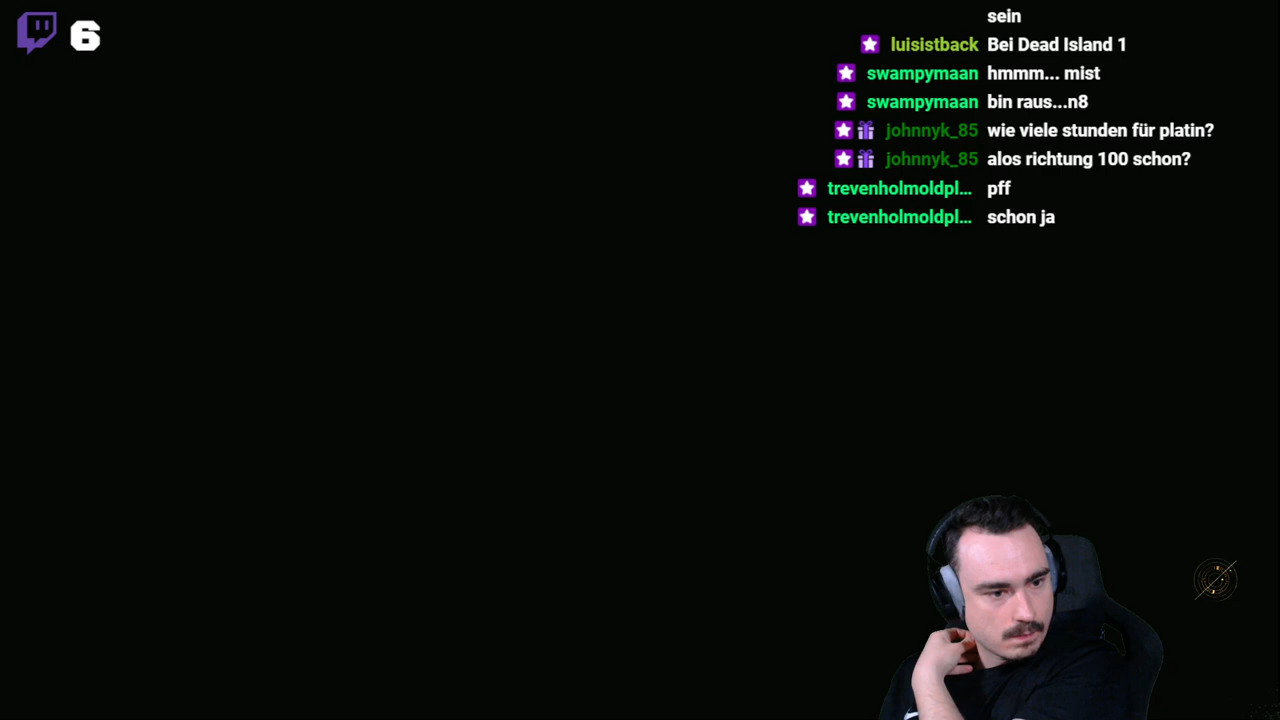 6
sein
luisistback Bei Dead Island 1
swampymaan hmmm... mist
swampymaan bin raus...n8
johnnyk_85 wie viele stunden für platin?
johnnyk_85 alos richtung 100 schon?
trevenholmoldpl... pff
trevenholmoldpl... schon ja